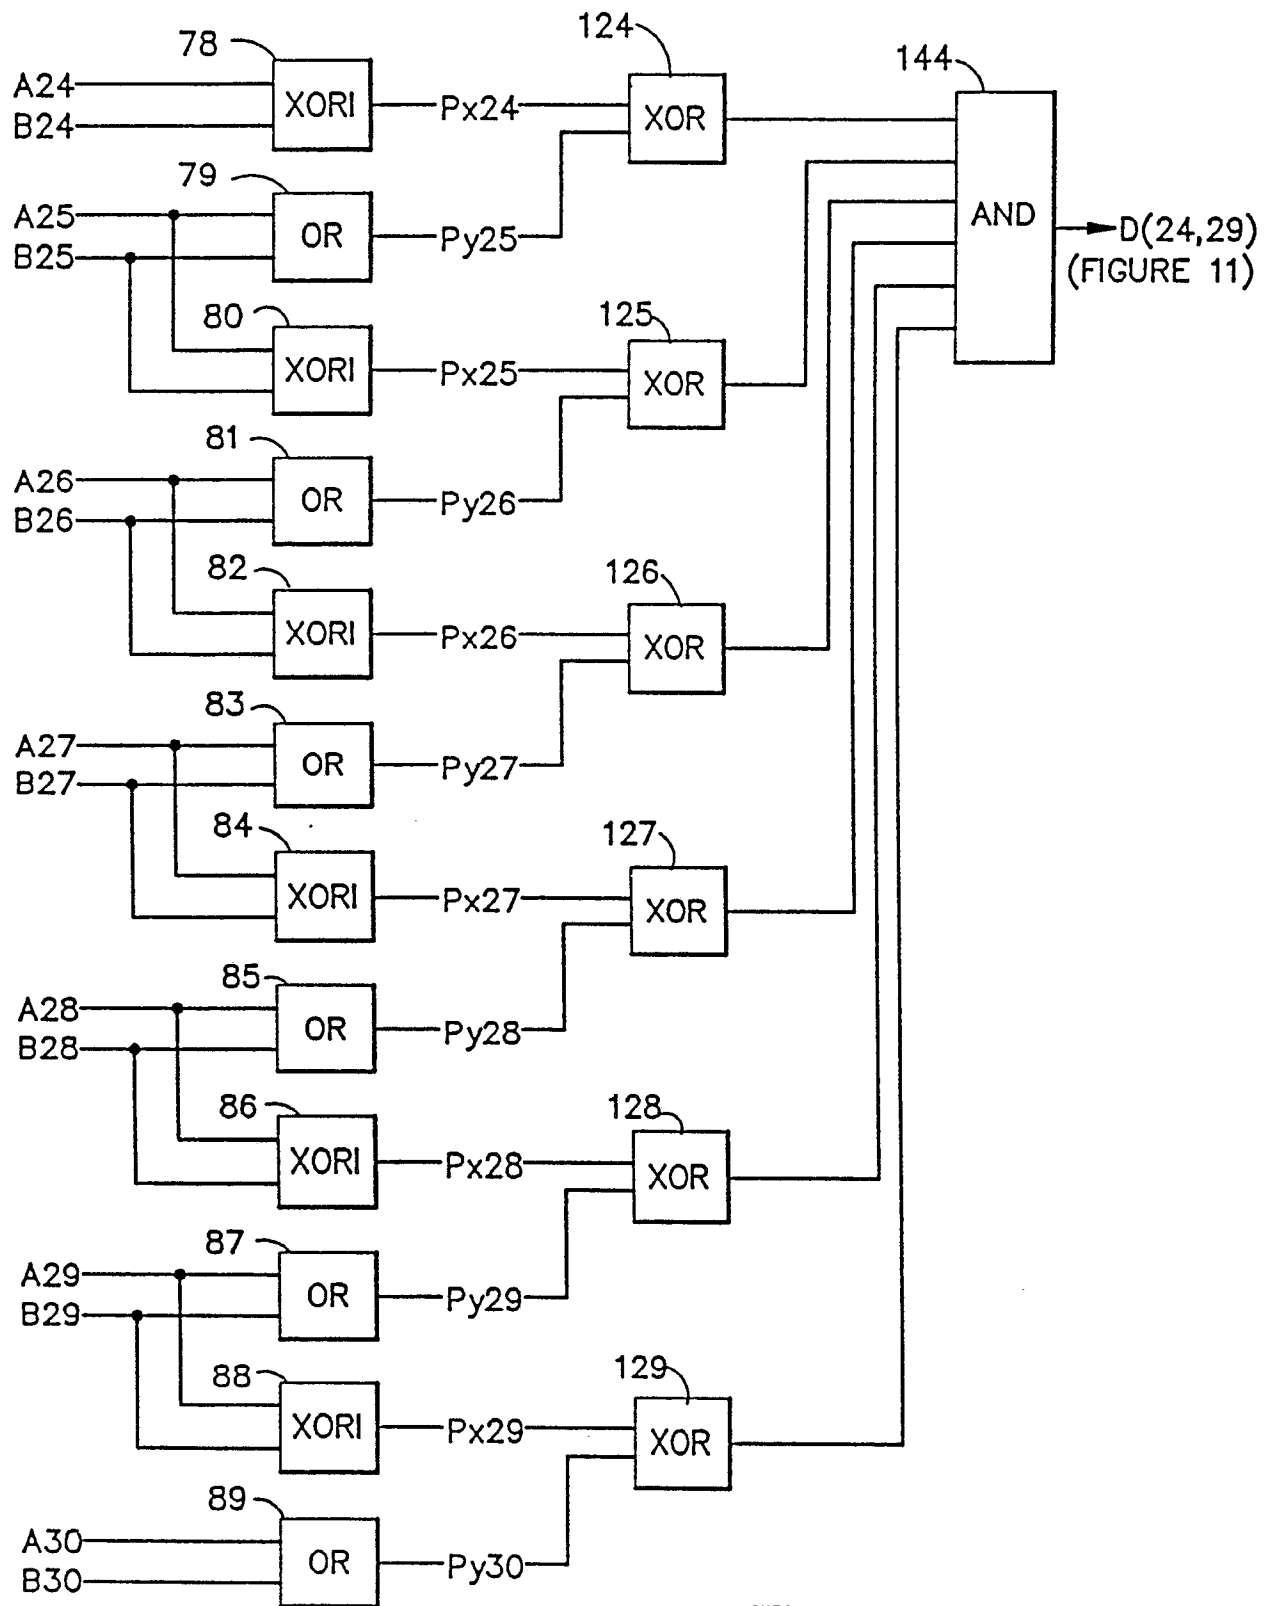 78
124
144
A24
B24
XORI
Px24
XOR
79
A25
B25
OR
Py25
AND
D(24,29)
(FIGURE 11)
80
XORI
Px25
125
XOR
81
A26
B26
OR
Py26
82
XORI
Px26
126
XOR
83
A27
B27
OR
Py27
84
XORI
Px27
127
XOR
85
A28
B28
OR
Py28
86
XORI
Px28
128
XOR
87
A29
B29
OR
Py29
88
XORI
Px29
129
XOR
89
A30
B30
OR
Py30